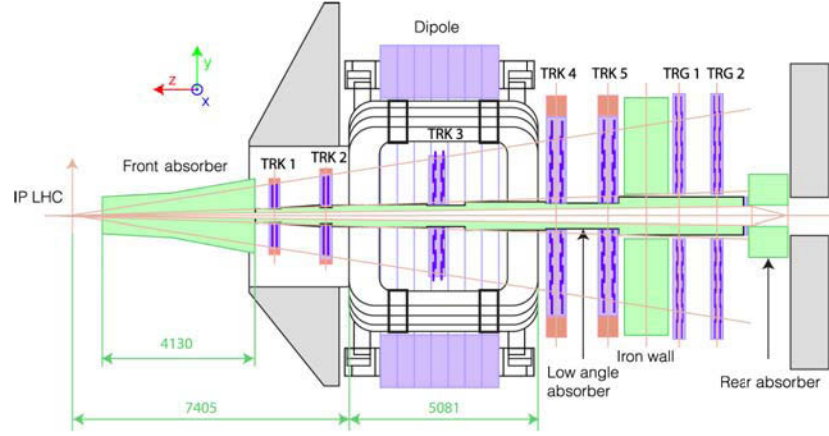 Dipole
TRK 4 TRK 5 TRG 1 TRG 2
y
z
x
TRK 3
Front absorber
TRK 1 TRK 2
IP LHC
4130
Iron wall
Low angle
absorber
Rear absorber
7405
5081